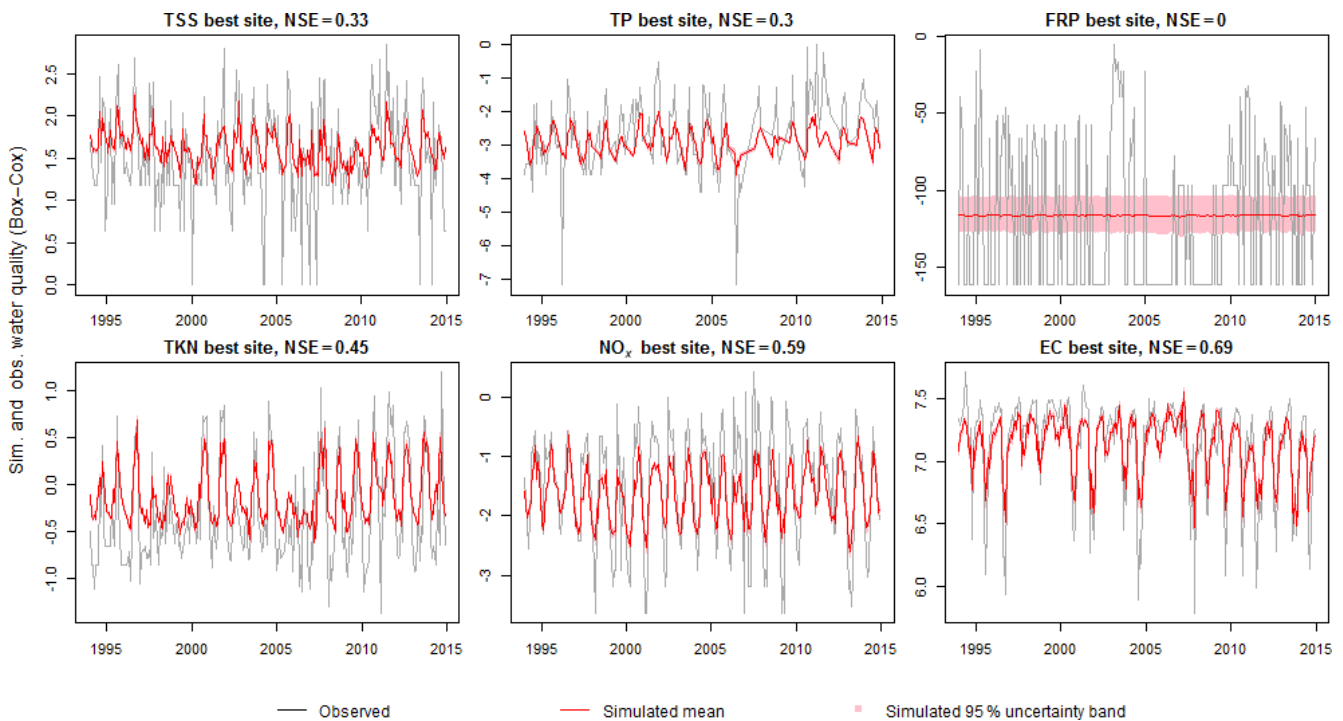 TSS best site, NSE = 0.33
TP best site, NSE = 0.3
FRP best site, NSE = 0
Sim. and obs. water quality (Box−Cox)
2.5
2.0
1.5
1.0
0.5
0.0
0
-1
-2
-3
-4
-5
-7
0
-50
-100
-150
1995 2000 2005 2010 2015
1995 2000 2005 2010 2015
1995 2000 2005 2010 2015
TKN best site, NSE = 0.45
NOx best site, NSE = 0.59
EC best site, NSE = 0.69
1.0
0.5
0.0
-0.5
-1.0
0
-1
-2
-3
7.5
7.0
6.5
6.0
1995 2000 2005 2010 2015
1995 2000 2005 2010 2015
1995 2000 2005 2010 2015
Observed
Simulated mean
Simulated 95 % uncertainty band